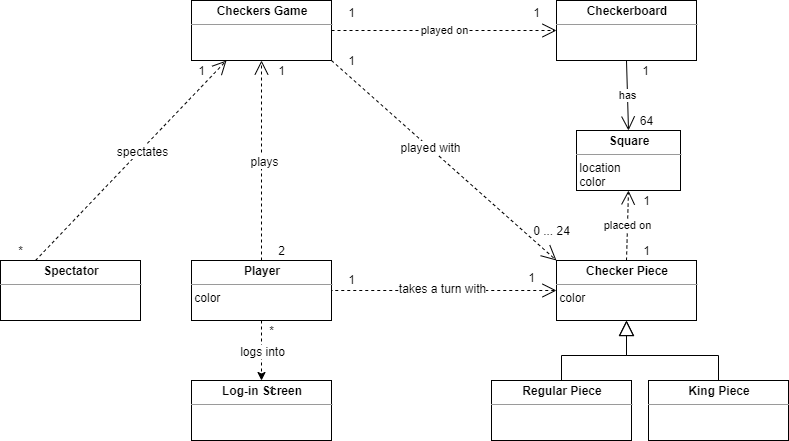 Checkers Game
1
played on
1
Checkerboard
1
1
1
1
has
64
spectates
plays
played with
Square
location
color
1
placed on
*
2
0 ... 24
1
Spectator
Player
color
1
takes a turn with
1
Checker Piece
color
*
logs into
Log-in Screen
Regular Piece
King Piece